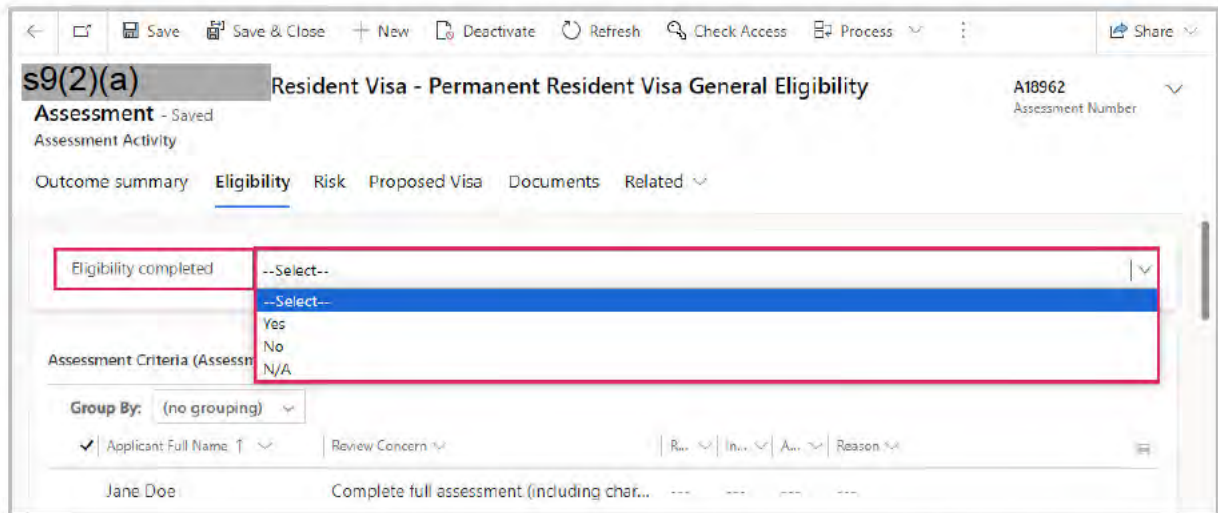 Save Save & Close New Deactivate Refresh Check Access Process Share
s9(2)(a) Resident Visa - Permanent Resident Visa General Eligibility A18962
Assessment - Saved Assessment Number
Assessment Activity
Outcome summary Eligibility Risk Proposed Visa Documents Related
Eligibility completed --Select--
--Select--
Yes
No
N/A
Assessment Criteria (Assessm
Group By: (no grouping)
Applicant Full Name ↑ Review Concern R... In... A... Reason
Jane Doe Complete full assessment (including char... --- --- --- ---